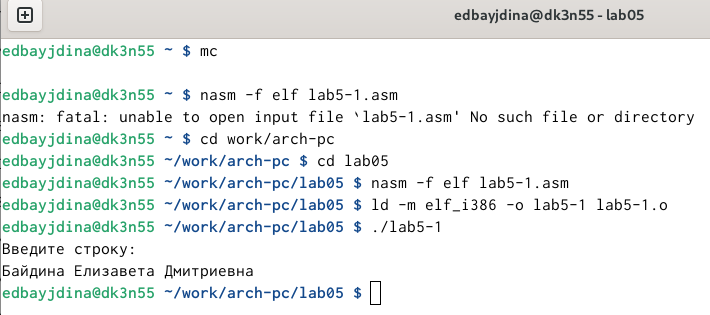 edbayjdina@dk3n55 - lab05
edbayjdina@dk3n55 ~ $ mc
edbayjdina@dk3n55 ~ $ nasm -f elf lab5-1.asm
nasm: fatal: unable to open input file `lab5-1.asm' No such file or directory
edbayjdina@dk3n55 ~ $ cd work/arch-pc
edbayjdina@dk3n55 ~/work/arch-pc $ cd lab05
edbayjdina@dk3n55 ~/work/arch-pc/lab05 $ nasm -f elf lab5-1.asm
edbayjdina@dk3n55 ~/work/arch-pc/lab05 $ ld -m elf_i386 -o lab5-1 lab5-1.o
edbayjdina@dk3n55 ~/work/arch-pc/lab05 $ ./lab5-1
Введите строку:
Байдина Елизавета Дмитриевна
edbayjdina@dk3n55 ~/work/arch-pc/lab05 $